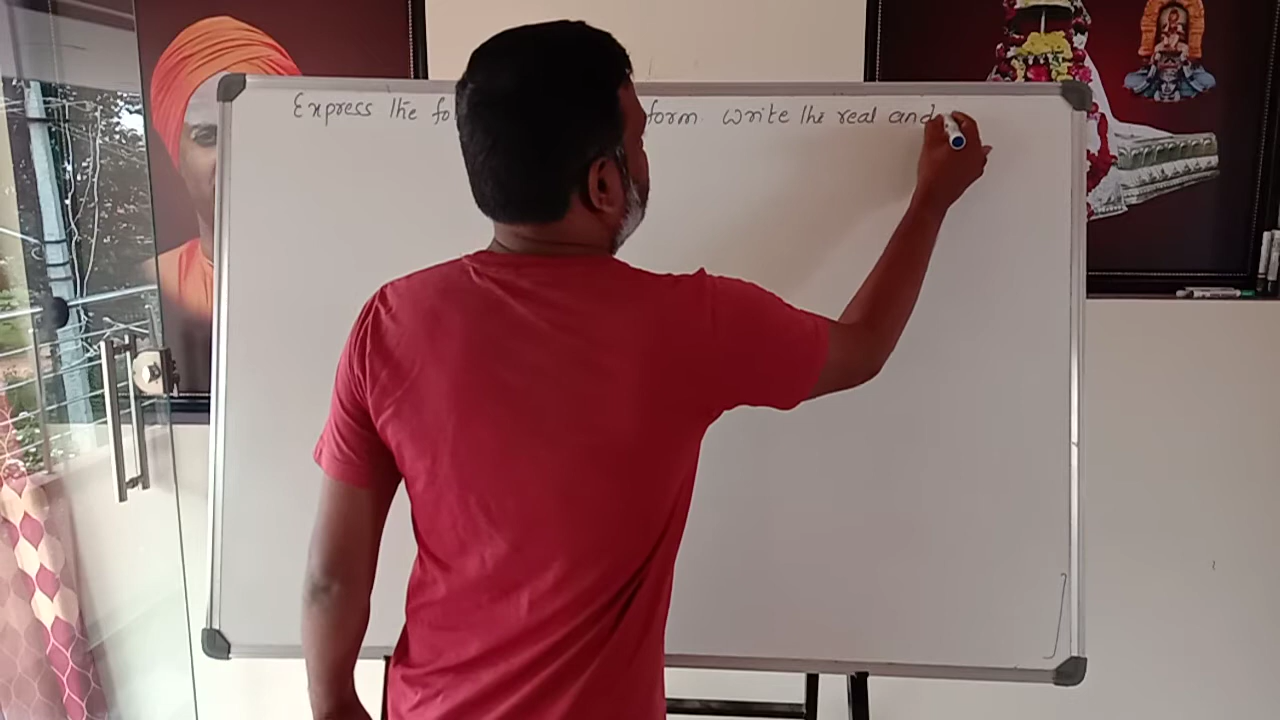 Express the fo form. Write the real and